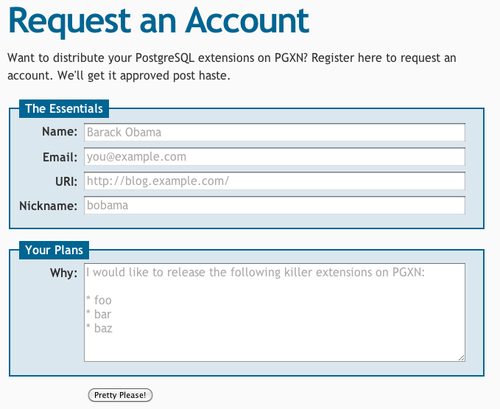 Request an Account
Want to distribute your PostgreSQL extensions on PGXN? Register here to request an
account. We'll get it approved post haste.
The Essentials
Name: Barack Obama
Email: you@example.com
URI: http://blog.example.com/
Nickname: bobama
Your Plans
Why: I would like to release the following killer extensions on PGXN:
* foo
* bar
* baz
Pretty Please!